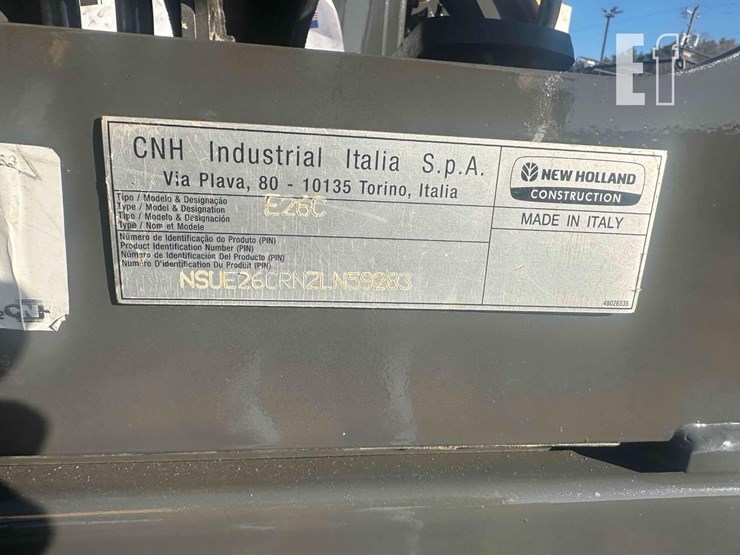 E1
CNH Industrial Italia S.p.A.
Via Plava, 80 - 10135 Torino, Italia
Tipo / Modelo & Designação
Type / Model & Designation
Tipo / Modelo & Designación
Type / Nom et Modele
E26C
Número de Identificação do Produto (PIN)
Product Identification Number (PIN)
Número de Identificación Del Producto (PIN)
Numéro D'identification Du Produit (PIN)
NSUE26CRNZLN59283
NEW HOLLAND
CONSTRUCTION
MADE IN ITALY
48026535
CNH